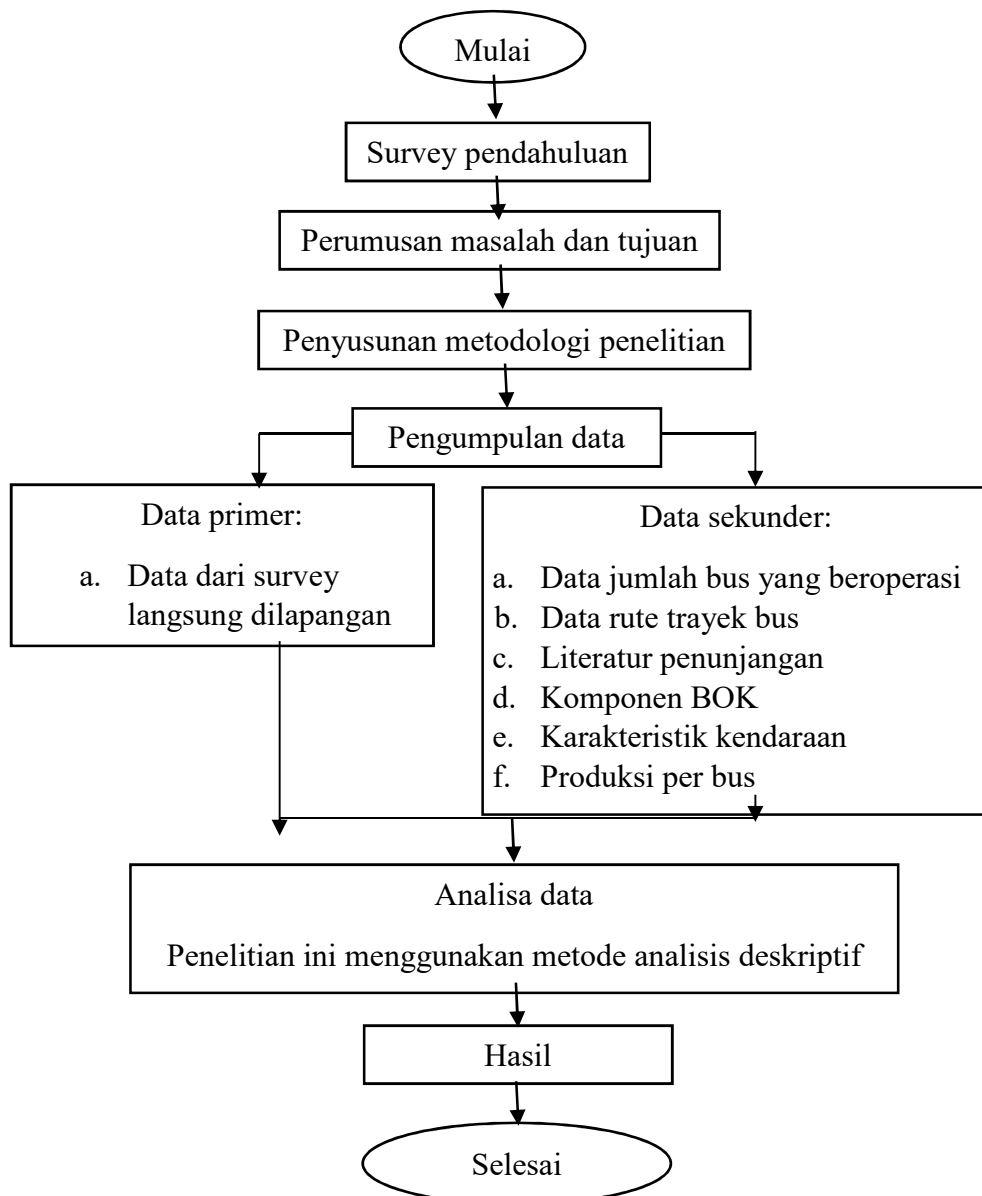 Mulai
Survey pendahuluan
Perumusan masalah dan tujuan
Penyusunan metodologi penelitian
Pengumpulan data
Data primer:
a. Data dari survey
langsung dilapangan
Data sekunder:
a. Data jumlah bus yang beroperasi
b. Data rute trayek bus
c. Literatur penunjangan
d. Komponen BOK
e. Karakteristik kendaraan
f. Produksi per bus
Analisa data
Penelitian ini menggunakan metode analisis deskriptif
Hasil
Selesai